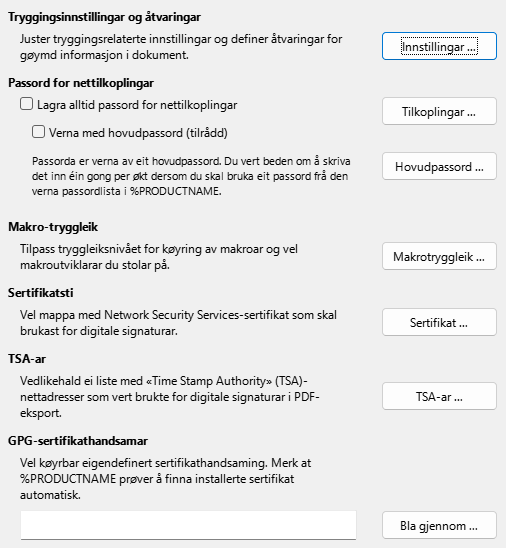 Tryggingsinnstillingar og åtvaringar
Juster tryggingsrelaterte innstillingar og definer åtvaringar for
gøymd informasjon i dokument.
Innstillingar ...
Passord for nettilkoplingar
Lagra alltid passord for nettilkoplingar
Tilkoplingar ...
Verna med hovudpassord (tilrådd)
Passorda er verna av eit hovudpassord. Du vert beden om å skriva
det inn éin gong per økt dersom du skal bruka eit passord frå den
verna passordlista i %PRODUCTNAME.
Hovudpassord ...
Makro-tryggleik
Tilpass tryggleiksnivået for køyring av makroar og vel
makroutviklarar du stolar på.
Makrotryggleik ...
Sertifikatsti
Vel mappa med Network Security Services-sertifikat som skal
brukast for digitale signaturar.
Sertifikat ...
TSA-ar
Vedlikehald ei liste med «Time Stamp Authority» (TSA)-
nettadresser som vert brukte for digitale signaturar i PDF-
eksport.
TSA-ar ...
GPG-sertifikathandsamar
Vel køyrbar eigendefinert sertifikathandsaming. Merk at
%PRODUCTNAME prøver å finna installerte sertifikat
automatisk.
Bla gjennom ...